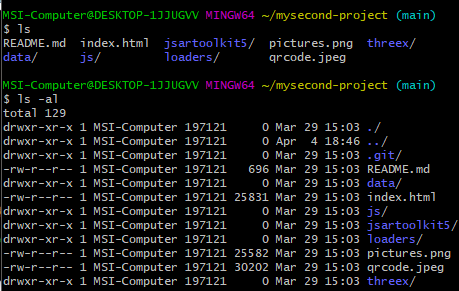 MSI-Computer@DESKTOP-1JJUGVV MINGW64 ~/mysecond-project (main)
$ ls
README.md  index.html  jsartoolkit5/  pictures.png  threex/
data/      js/         loaders/       qrcode.jpeg

MSI-Computer@DESKTOP-1JJUGVV MINGW64 ~/mysecond-project (main)
$ ls -al
total 129
drwxr-xr-x 1 MSI-Computer 197121     0 Mar 29 15:03 ./
drwxr-xr-x 1 MSI-Computer 197121     0 Apr  4 18:46 ../
drwxr-xr-x 1 MSI-Computer 197121     0 Mar 29 15:03 .git/
-rw-r--r-- 1 MSI-Computer 197121   696 Mar 29 15:03 README.md
drwxr-xr-x 1 MSI-Computer 197121     0 Mar 29 15:03 data/
-rw-r--r-- 1 MSI-Computer 197121 25831 Mar 29 15:03 index.html
drwxr-xr-x 1 MSI-Computer 197121     0 Mar 29 15:03 js/
drwxr-xr-x 1 MSI-Computer 197121     0 Mar 29 15:03 jsartoolkit5/
drwxr-xr-x 1 MSI-Computer 197121     0 Mar 29 15:03 loaders/
-rw-r--r-- 1 MSI-Computer 197121 25582 Mar 29 15:03 pictures.png
-rw-r--r-- 1 MSI-Computer 197121 30202 Mar 29 15:03 qrcode.jpeg
drwxr-xr-x 1 MSI-Computer 197121     0 Mar 29 15:03 threex/